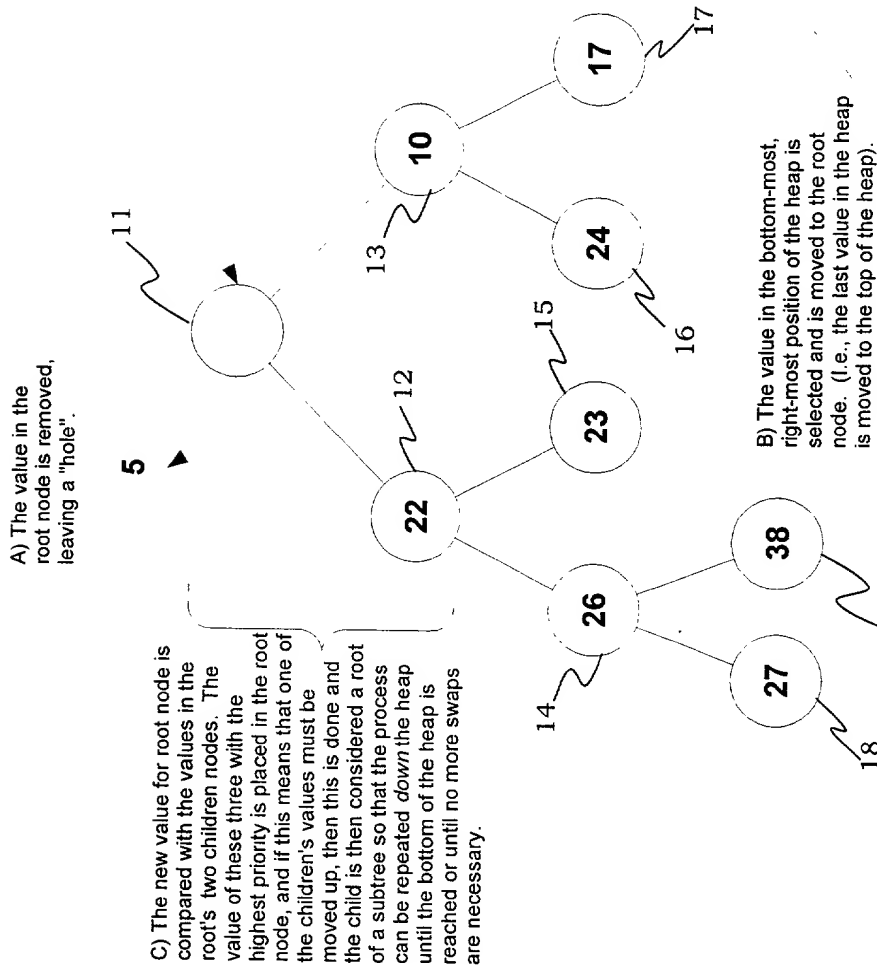 A) The value in the
root node is removed,
leaving a "hole".
5
11
C) The new value for root node is
compared with the values in the
root's two children nodes. The
value of these three with the
highest priority is placed in the root
node, and if this means that one of
the children's values must be
moved up, then this is done and
the child is then considered a root
of a subtree so that the process
can be repeated down the heap
until the bottom of the heap is
reached or until no more swaps
are necessary.
22
12
10
13
26
14
23
15
24
16
17
17
27
18
38
B) The value in the bottom-most,
right-most position of the heap is
selected and is moved to the root
node. (I.e., the last value in the heap
is moved to the top of the heap).